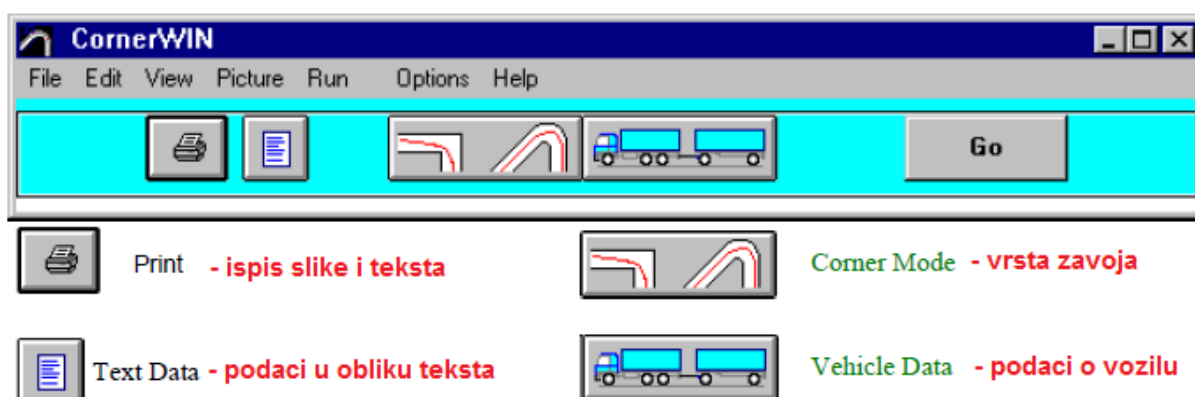 CornerWIN
File Edit View Picture Run Options Help
Go
Print - ispis slike i teksta
Corner Mode - vrsta zavoja
Text Data - podaci u obliku teksta
Vehicle Data - podaci o vozilu